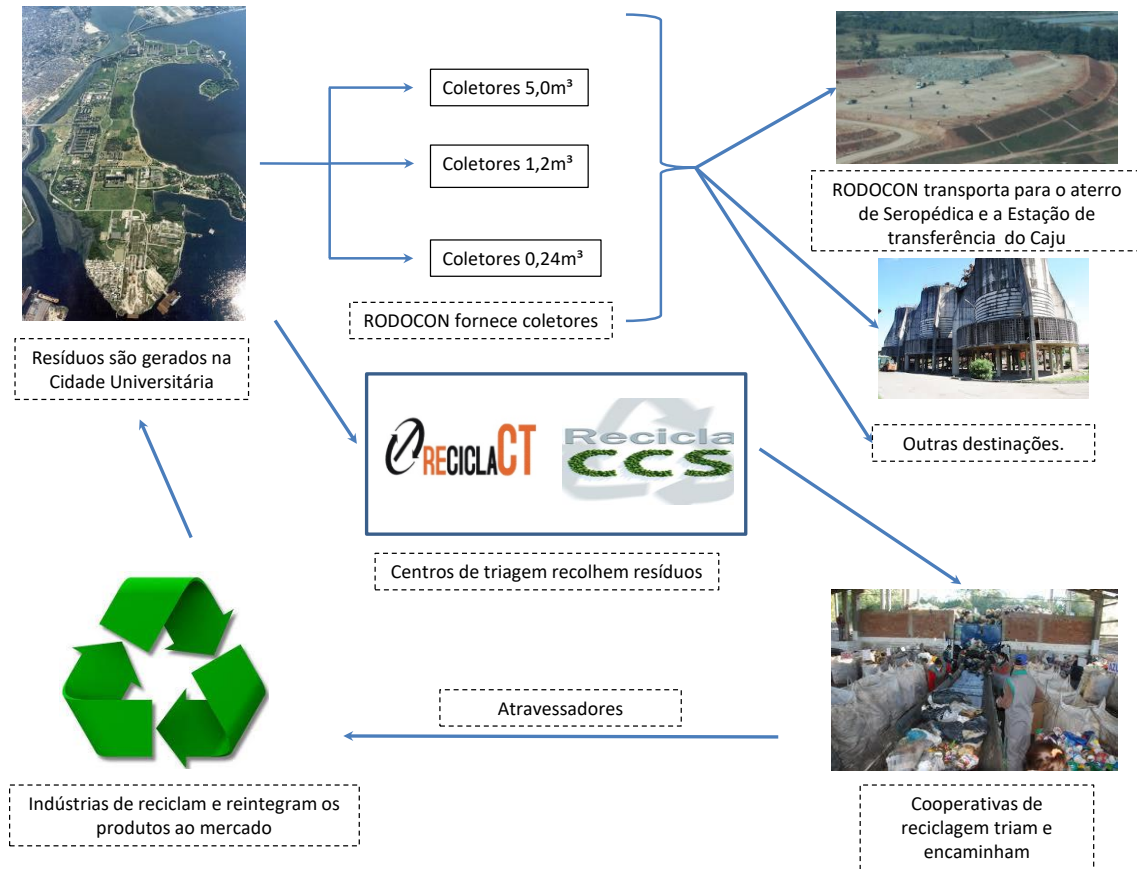 Coletores 5,0m³
Coletores 1,2m³
Coletores 0,24m³
RODOCON fornece coletores
RODOCON transporta para o aterro
de Seropédica e a Estação de
transferência do Caju
Resíduos são gerados na
Cidade Universitária
Outras destinações.
RECICLACT
Recicla
CCS
Centros de triagem recolhem resíduos
Atravessadores
Indústrias de reciclam e reintegram os
produtos ao mercado
Cooperativas de
reciclagem triam e
encaminham